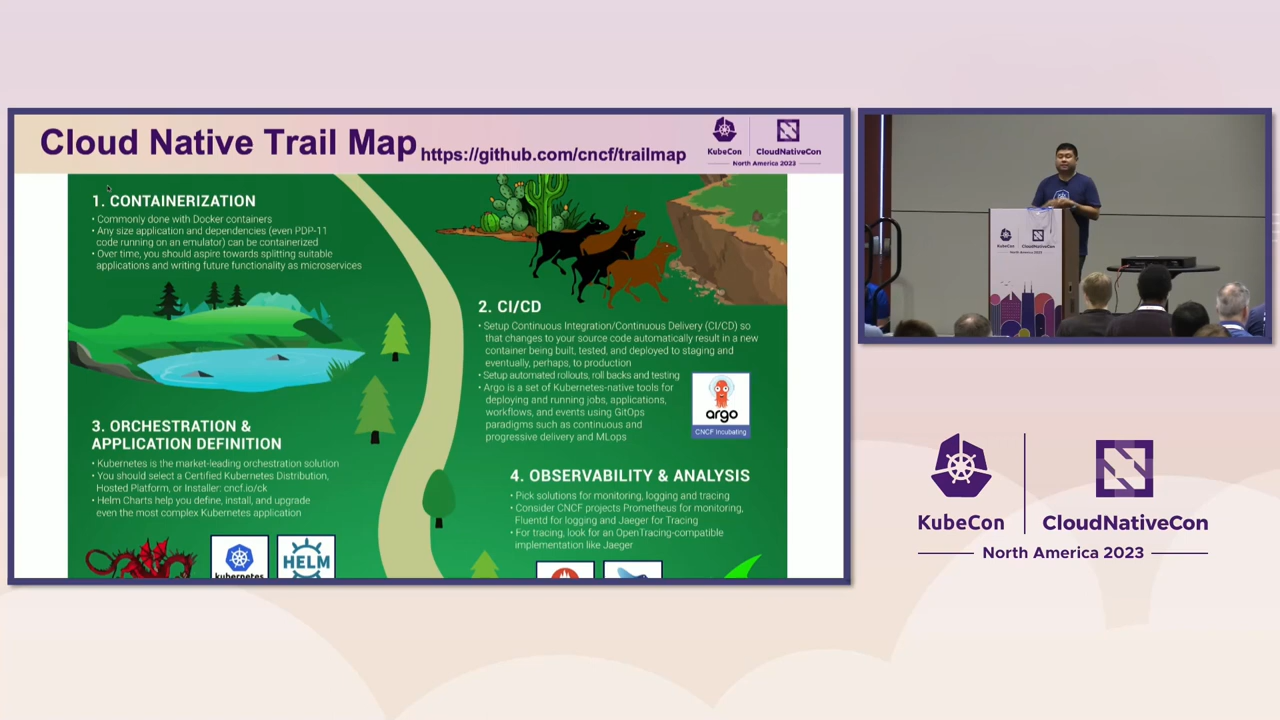 Cloud Native Trail Map https://github.com/cncf/trailmap
KubeCon CloudNativeCon
North America 2023
1. CONTAINERIZATION
• Commonly done with Docker containers
• Any size application and dependencies (even PDP-11
code running on an emulator) can be containerized
• Over time, you should aspire towards splitting suitable
applications and writing future functionality as microservices
2. CI/CD
• Setup Continuous Integration/Continuous Delivery (CI/CD) so
that changes to your source code automatically result in a new
container being built, tested, and deployed to staging and
eventually, perhaps, to production
• Setup automated rollouts, roll backs and testing
• Argo is a set of Kubernetes-native tools for
deploying and running jobs, applications,
workflows, and events using GitOps
paradigms such as continuous and
progressive delivery and MLops
argo
CNCF Incubating
3. ORCHESTRATION &
APPLICATION DEFINITION
• Kubernetes is the market-leading orchestration solution
• You should select a Certified Kubernetes Distribution,
Hosted Platform, or Installer: cncf.io/ck
• Helm Charts help you define, install, and upgrade
even the most complex Kubernetes application
kubernetes
HELM
4. OBSERVABILITY & ANALYSIS
• Pick solutions for monitoring, logging and tracing
• Consider CNCF projects Prometheus for monitoring,
Fluentd for logging and Jaeger for Tracing
• For tracing, look for an OpenTracing-compatible
implementation like Jaeger
KubeCon CloudNativeCon
North America 2023
KubeCon CloudNativeCon
North America 2023